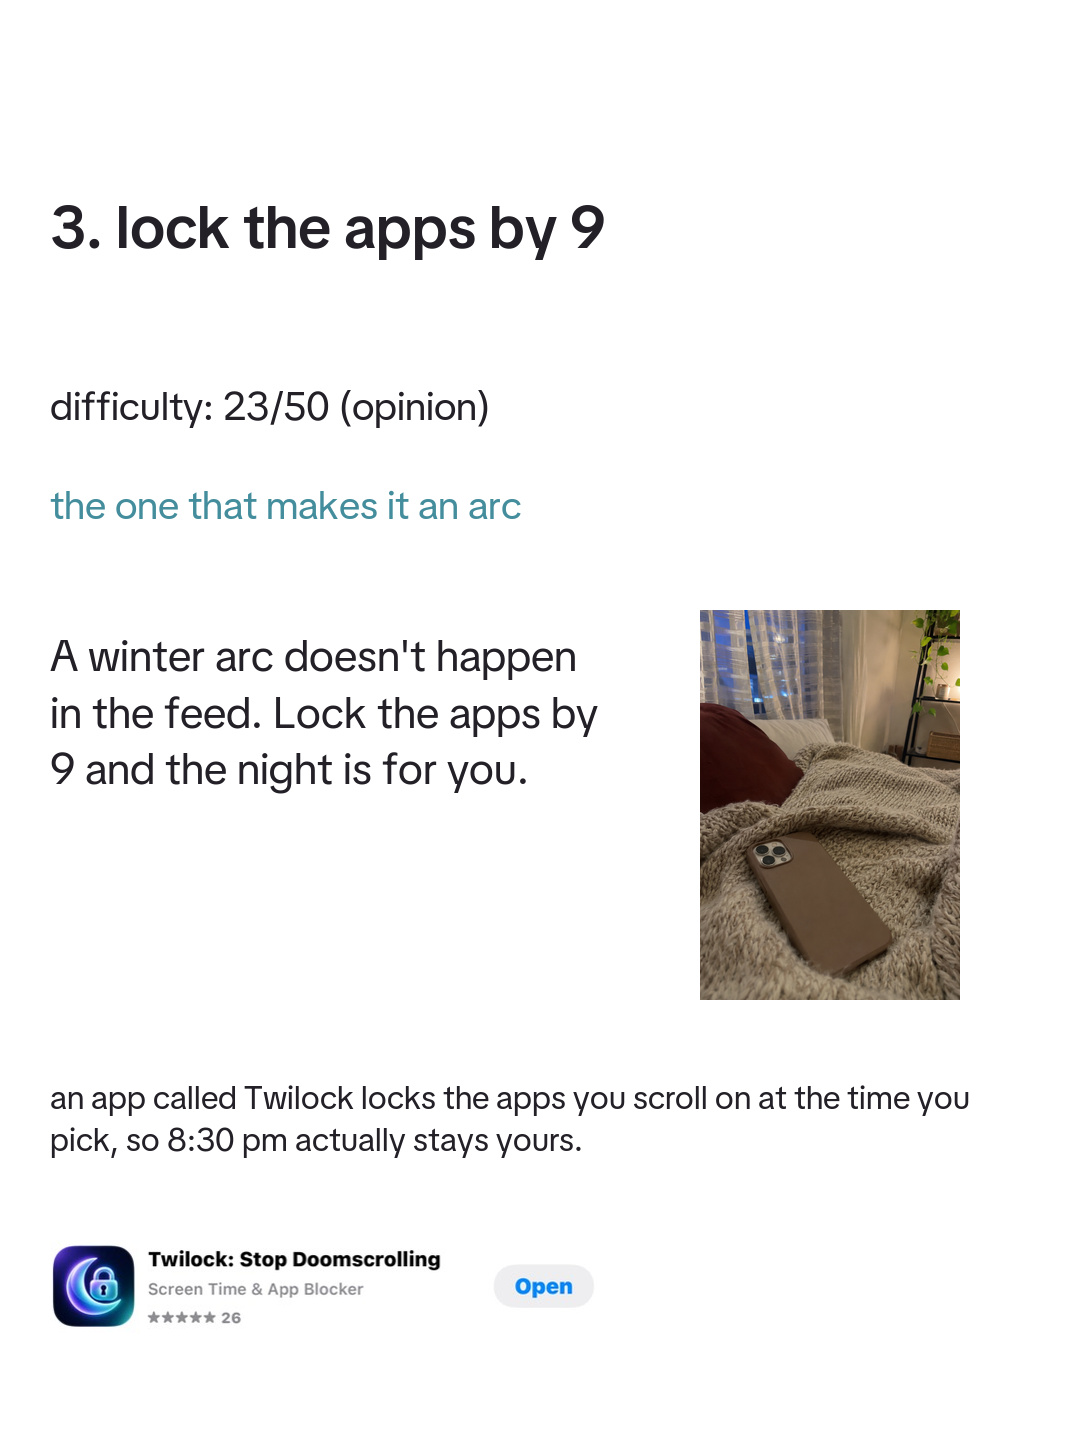 3. lock the apps by 9
difficulty: 23/50 (opinion)
the one that makes it an arc
A winter arc doesn't happen
in the feed. Lock the apps by
9 and the night is for you.
an app called Twilock locks the apps you scroll on at the time you
pick, so 8:30 pm actually stays yours.
Twilock: Stop Doomscrolling
Screen Time & App Blocker
★★★★★ 26
Open